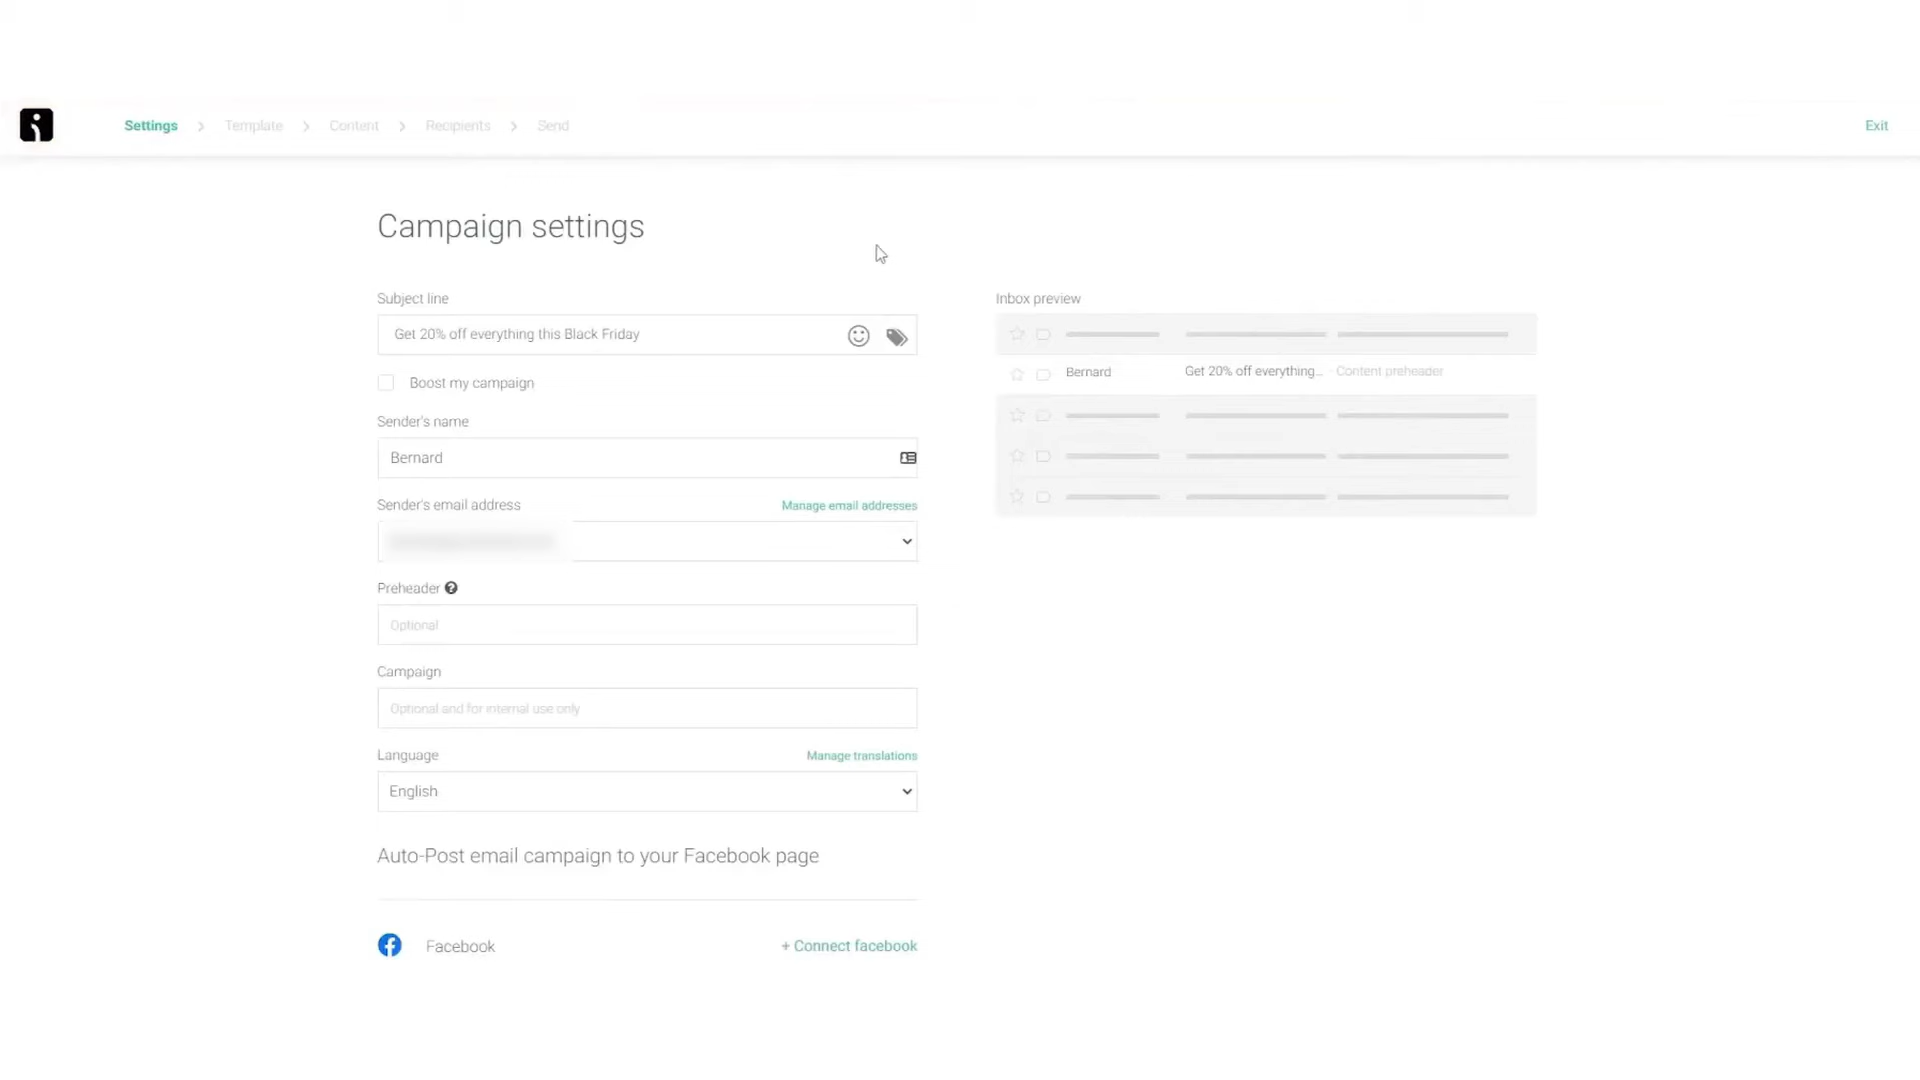 Settings > Template > Content > Recipients > Send
Exit
Campaign settings
Subject line
Get 20% off everything this Black Friday
Boost my campaign
Sender's name
Bernard
Sender's email address
Manage email addresses
Preheader
Optional
Campaign
Optional and for internal use only
Language
Manage translations
English
Auto-Post email campaign to your Facebook page
Facebook
+ Connect facebook
Inbox preview
Bernard Get 20% off everything... · Content preheader